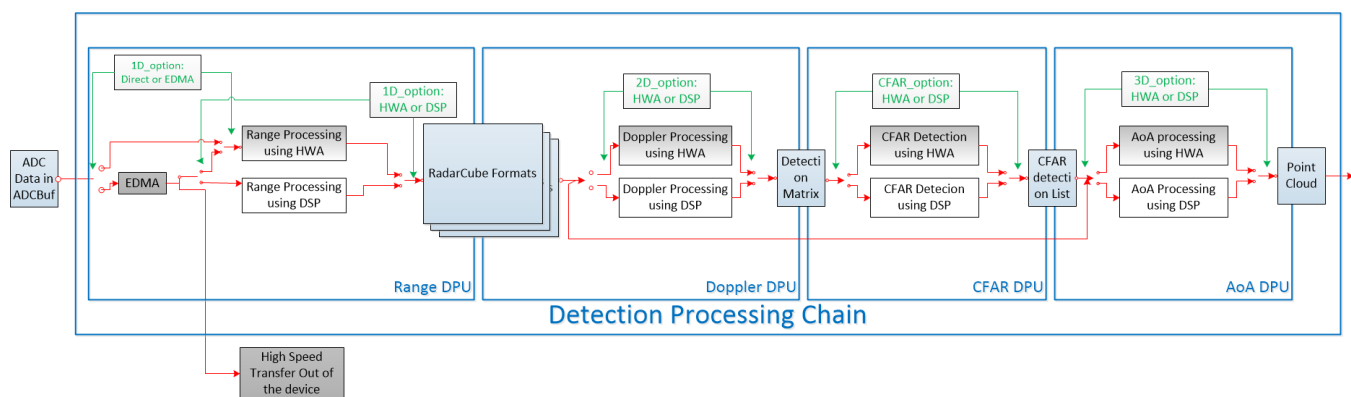 1D_option:
Direct or EDMA
1D_option:
HWA or DSP
2D_option:
HWA or DSP
CFAR_option:
HWA or DSP
3D_option:
HWA or DSP
ADC
Data in
ADCBuf
EDMA
Range Processing
using HWA
Range Processing
using DSP
RadarCube Formats
s
Doppler Processing
using HWA
Doppler Processing
using DSP
Detecti
on
Matrix
CFAR Detection
using HWA
CFAR Detecion
using DSP
CFAR
detecti
on List
AoA processing
using HWA
AoA Processing
using DSP
Point
Cloud
Range DPU
Doppler DPU
CFAR DPU
AoA DPU
Detection Processing Chain
High Speed
Transfer Out of
the device